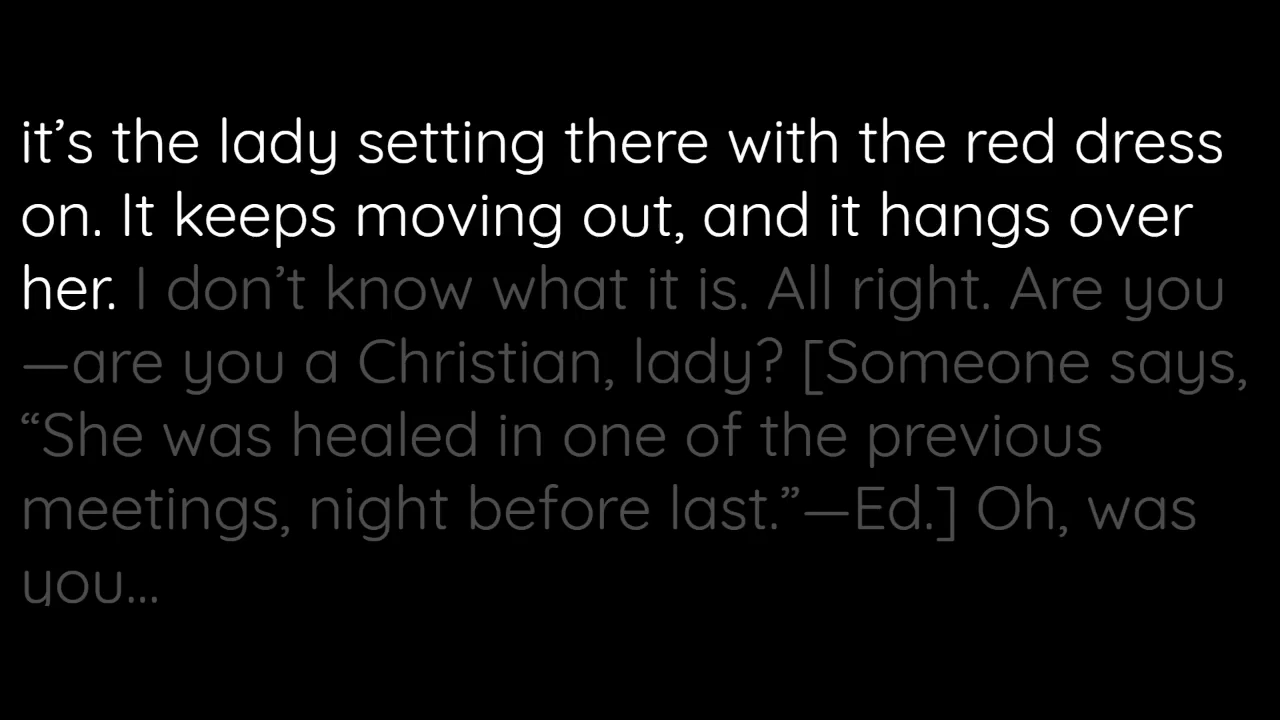 it’s the lady setting there with the red dress
on. It keeps moving out, and it hangs over
her. I don’t know what it is. All right. Are you
—are you a Christian, lady? [Someone says,
“She was healed in one of the previous
meetings, night before last.”—Ed.] Oh, was
you...